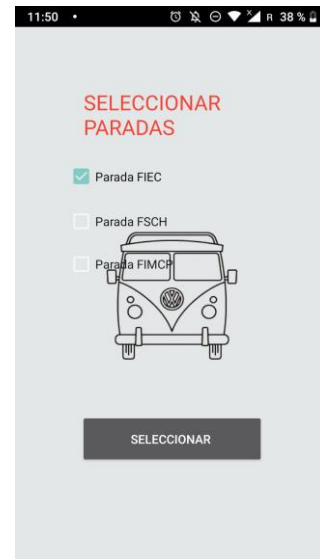 11:50 R 38 %
SELECCIONAR
PARADAS
Parada FIEC
Parada FSCH
Parada FIMCP
SELECCIONAR